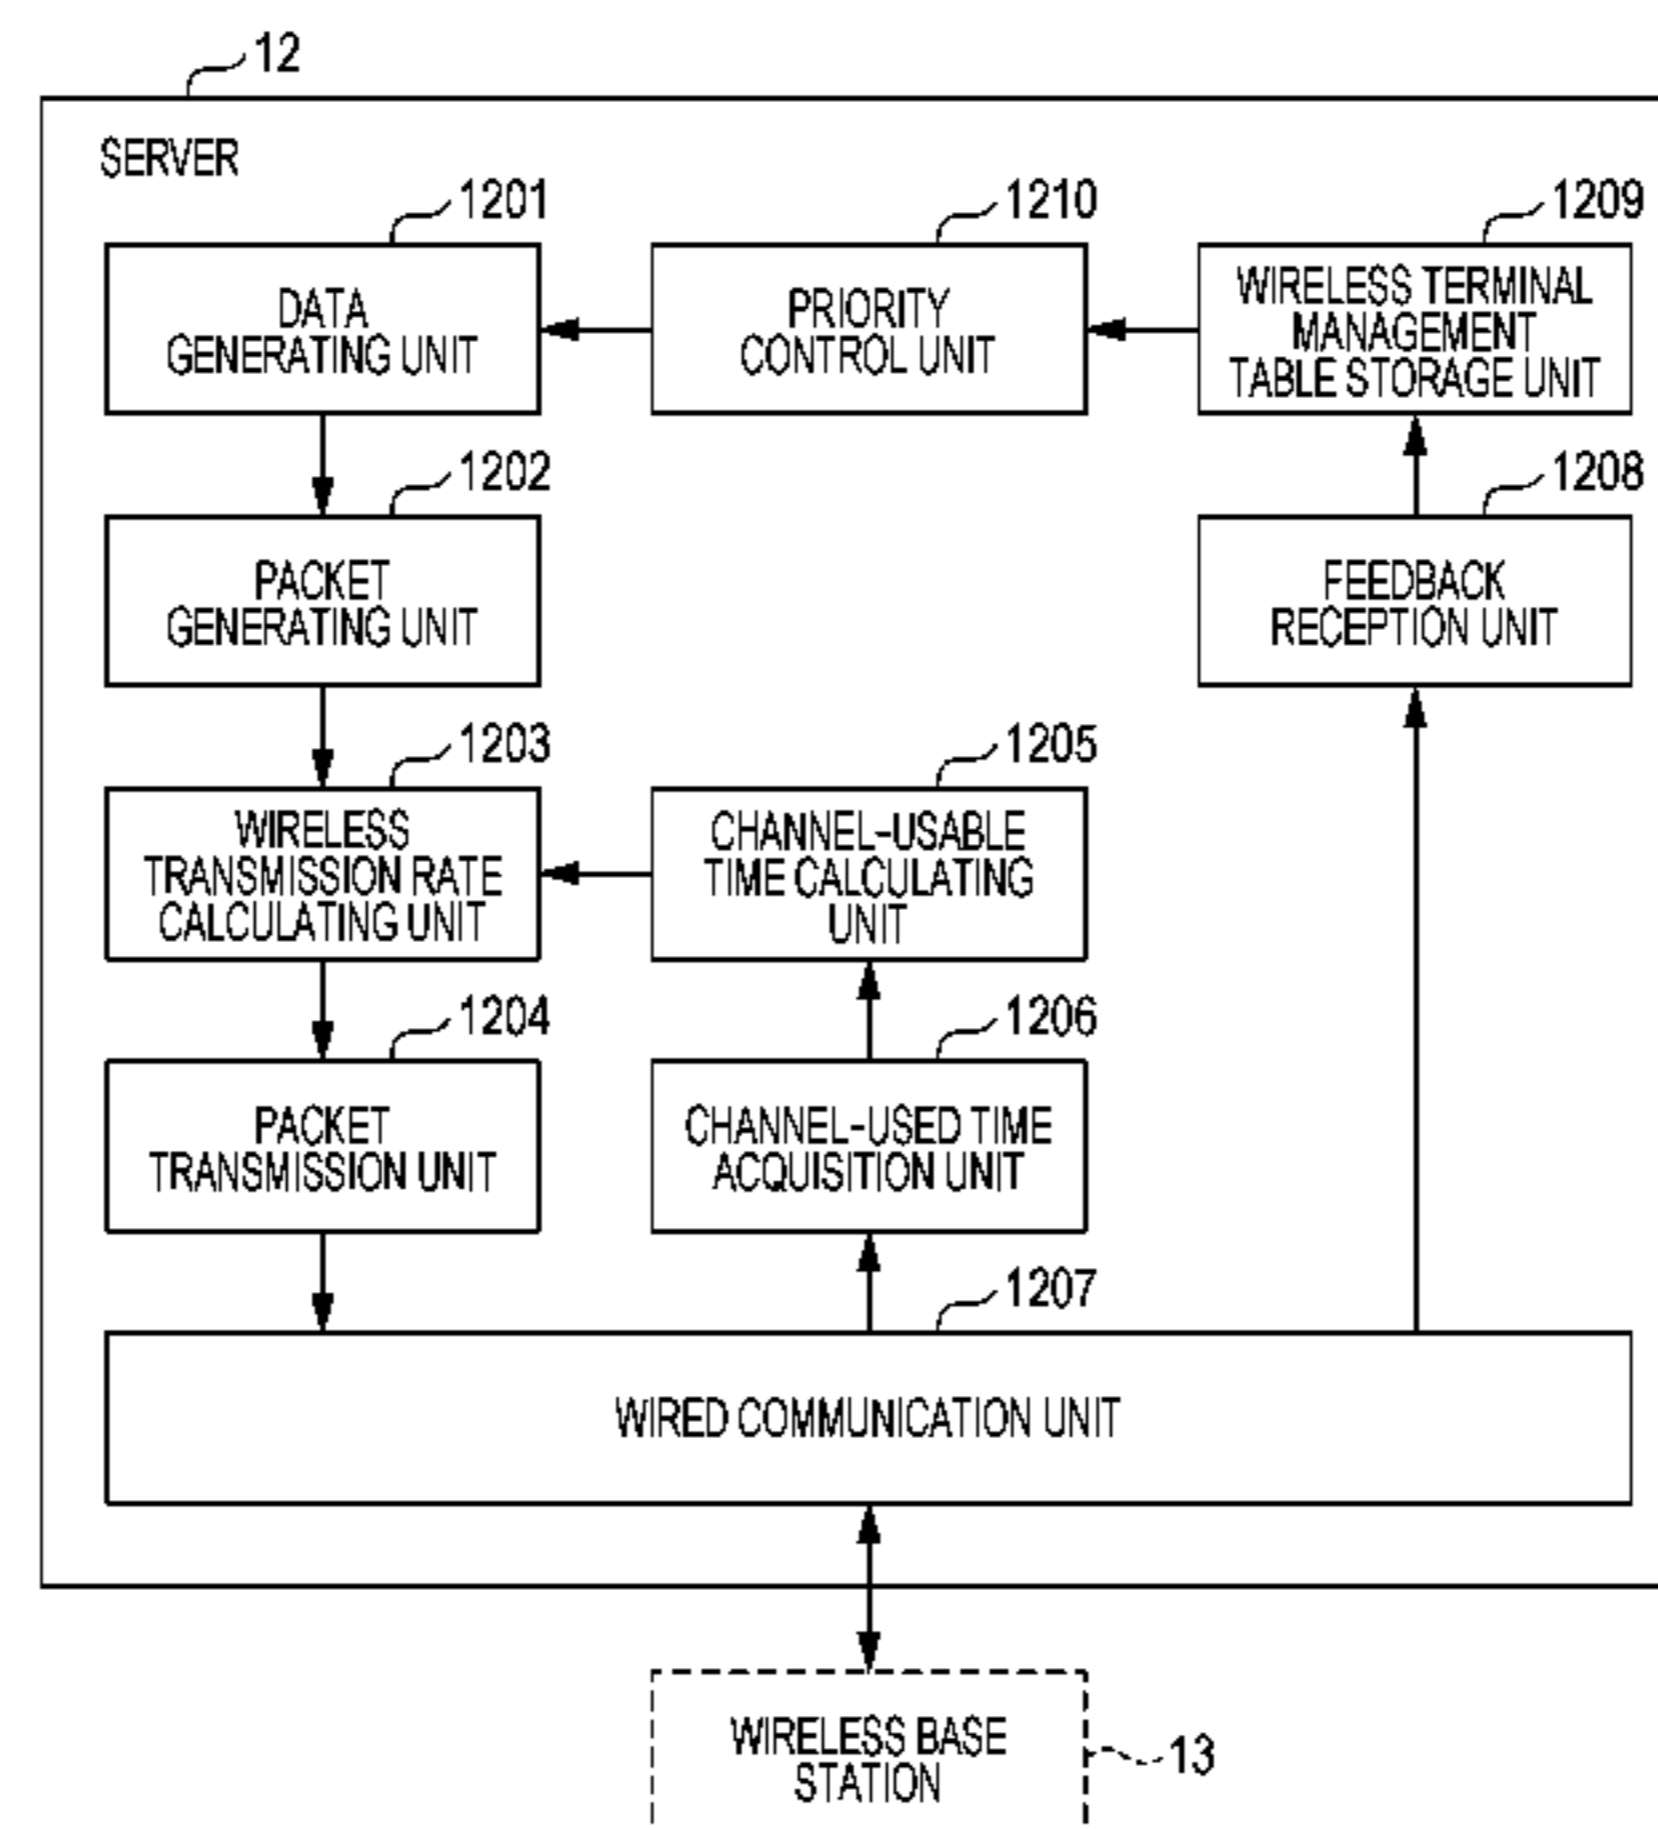 12
SERVER
1201
1210
1209
DATA
GENERATING UNIT
PRIORITY
CONTROL UNIT
WIRELESS TERMINAL
MANAGEMENT
TABLE STORAGE UNIT
1202
1208
PACKET
GENERATING UNIT
FEEDBACK
RECEPTION UNIT
1203
1205
WIRELESS
TRANSMISSION RATE
CALCULATING UNIT
CHANNEL-USABLE
TIME CALCULATING
UNIT
1204
1206
PACKET
TRANSMISSION UNIT
CHANNEL-USED TIME
ACQUISITION UNIT
1207
WIRED COMMUNICATION UNIT
WIRELESS BASE
STATION
13